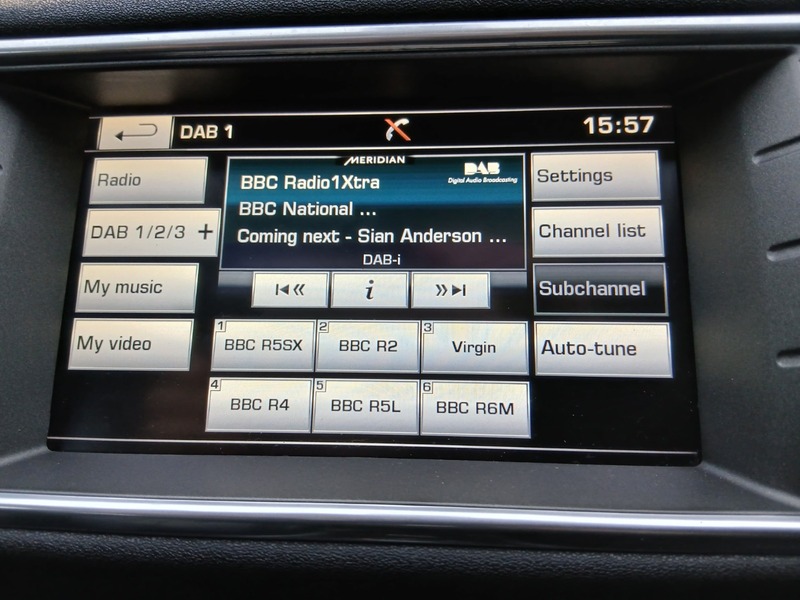 DAB 1
15:57
Radio
DAB 1/2/3 +
My music
My video
MERIDIAN
DAB
Digital Audio Broadcasting
BBC Radio1Xtra
BBC National ...
Coming next - Sian Anderson ...
DAB-i
i
Settings
Channel list
Subchannel
Auto-tune
1 BBC R5SX
2 BBC R2
3 Virgin
4 BBC R4
5 BBC R5L
6 BBC R6M